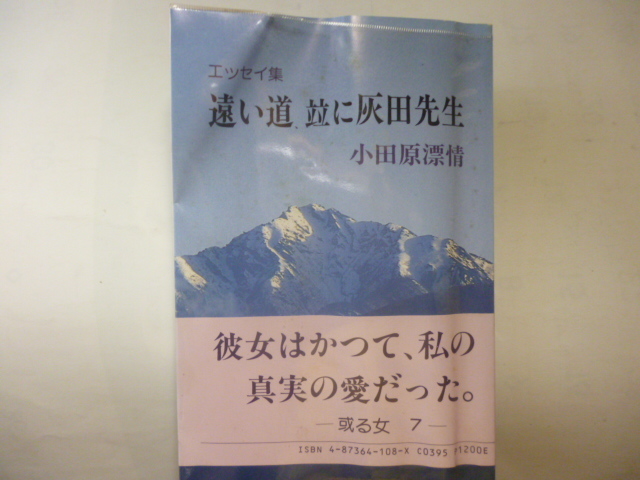 エッセイ集
遠い道、竝に灰田先生
小田原漂情
彼女はかつて、私の
真実の愛だった。
—或る女 7—
ISBN 4-87364-108-X C0395 P1200E